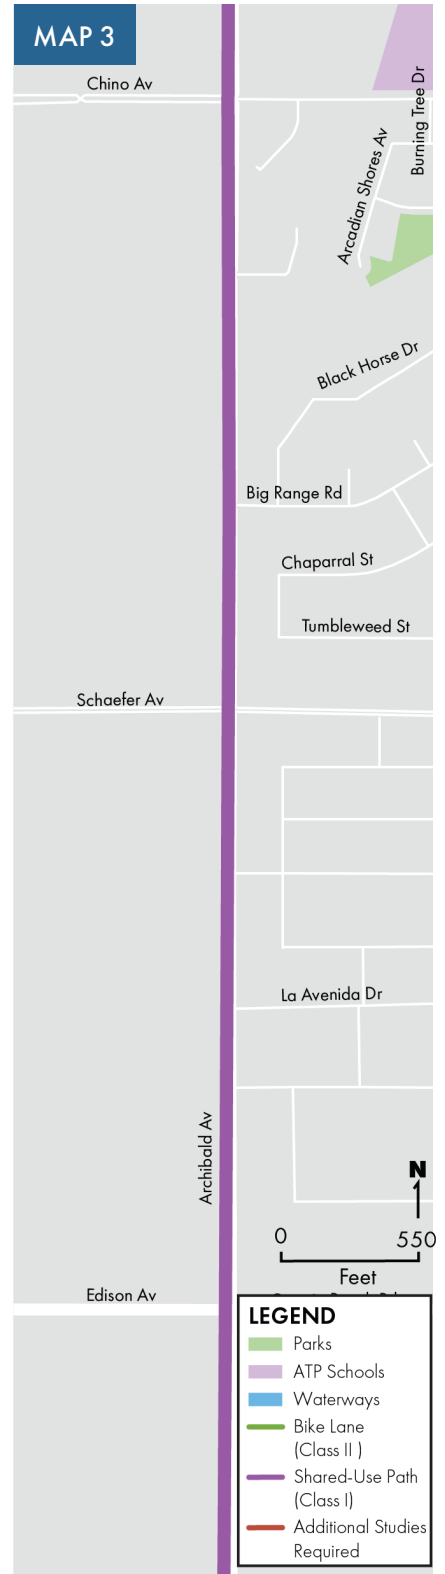 MAP 3
Chino Av
Burning Tree Dr
Arcadian Shores Av
Black Horse Dr
Big Range Rd
Chaparral St
Tumbleweed St
Schaefer Av
La Avenida Dr
Archibald Av
N
0 550
Feet
Edison Av
LEGEND
Parks
ATP Schools
Waterways
Bike Lane
(Class II )
Shared-Use Path
(Class I)
Additional Studies
Required